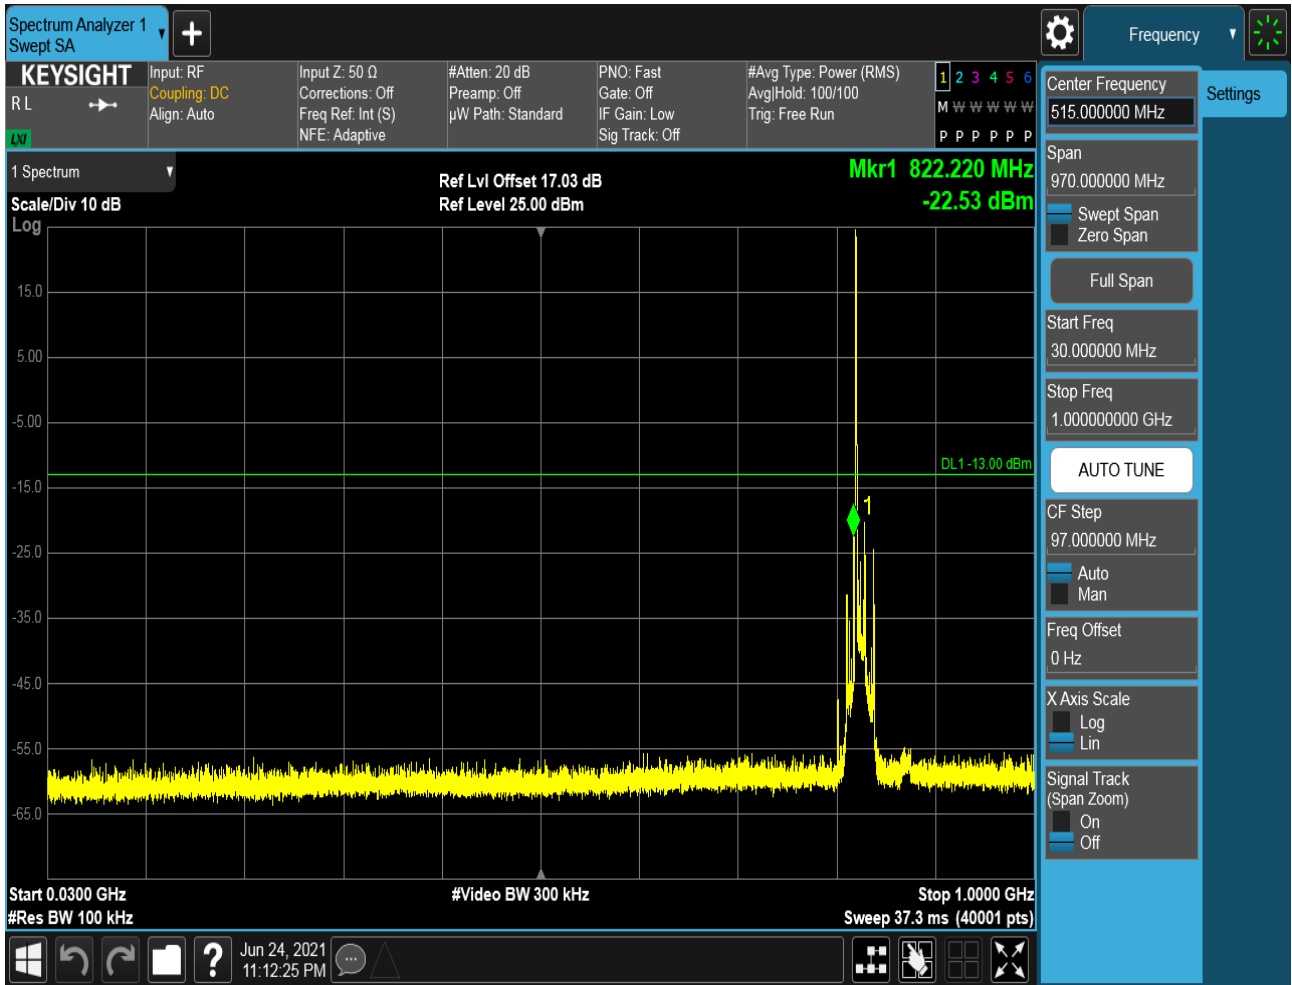 Spectrum Analyzer 1
Swept SA
Frequency
KEYSIGHT
R L
LXI
Input: RF
Coupling: DC
Align: Auto
Input Z: 50 Ω
Corrections: Off
Freq Ref: Int (S)
NFE: Adaptive
#Atten: 20 dB
Preamp: Off
µW Path: Standard
PNO: Fast
Gate: Off
IF Gain: Low
Sig Track: Off
#Avg Type: Power (RMS)
Avg|Hold: 100/100
Trig: Free Run
1 2 3 4 5 6
M W W W W W
P P P P P P
1 Spectrum
Scale/Div 10 dB
Log
Ref Lvl Offset 17.03 dB
Ref Level 25.00 dBm
Mkr1 822.220 MHz
-22.53 dBm
15.0
5.00
-5.00
DL1 -13.00 dBm
-15.0
1
-25.0
-35.0
-45.0
-55.0
-65.0
Start 0.0300 GHz
#Video BW 300 kHz
Stop 1.0000 GHz
#Res BW 100 kHz
Sweep 37.3 ms (40001 pts)
Center Frequency
515.000000 MHz
Settings
Span
970.000000 MHz
Swept Span
Zero Span
Full Span
Start Freq
30.000000 MHz
Stop Freq
1.000000000 GHz
AUTO TUNE
CF Step
97.000000 MHz
Auto
Man
Freq Offset
0 Hz
X Axis Scale
Log
Lin
Signal Track
(Span Zoom)
On
Off
?
Jun 24, 2021
11:12:25 PM